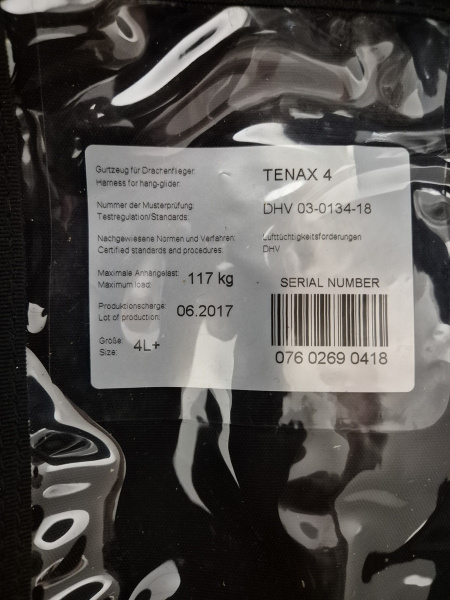 Gurtzeug für Drachenflieger
Harness for hang-glider
TENAX 4
Nummer der Musterprüfung:
Testregulation/Standards:
DHV 03-0134-18
Nachgewiesene Normen und Verfahren:
Certified standards and procedures:
Lufttüchtigkeitsforderungen
DHV
Maximale Anhängelast:
Maximum load:
117 kg
SERIAL NUMBER
Produktionscharge:
Lot of production:
06.2017
Größe:
Size:
4L+
076 0269 0418